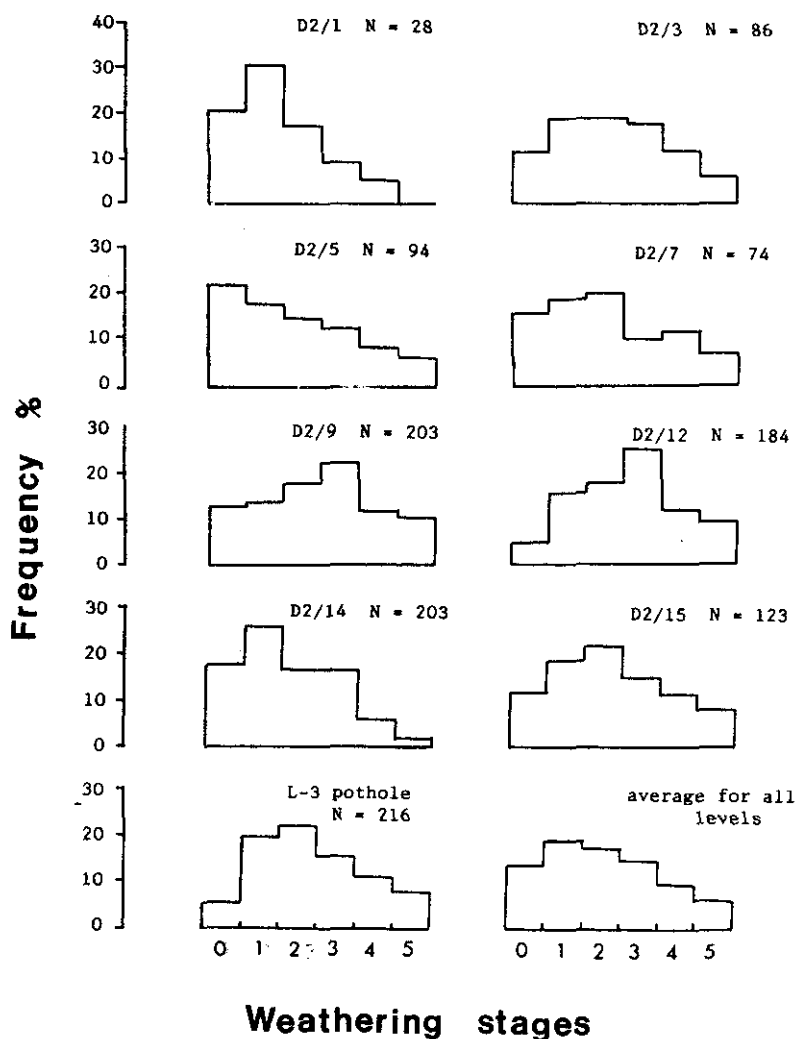 40
30
20
10
0
D2/1 N = 28
D2/3 N = 86
30
20
10
0
D2/5 N = 94
D2/7 N = 74
30
20
10
0
D2/9 N = 203
D2/12 N = 184
30
20
10
0
D2/14 N = 203
D2/15 N = 123
30
20
10
0
L-3 pothole
N = 216
average for all
levels
0 1 2 3 4 5
0 1 2 3 4 5
Frequency %
Weathering stages